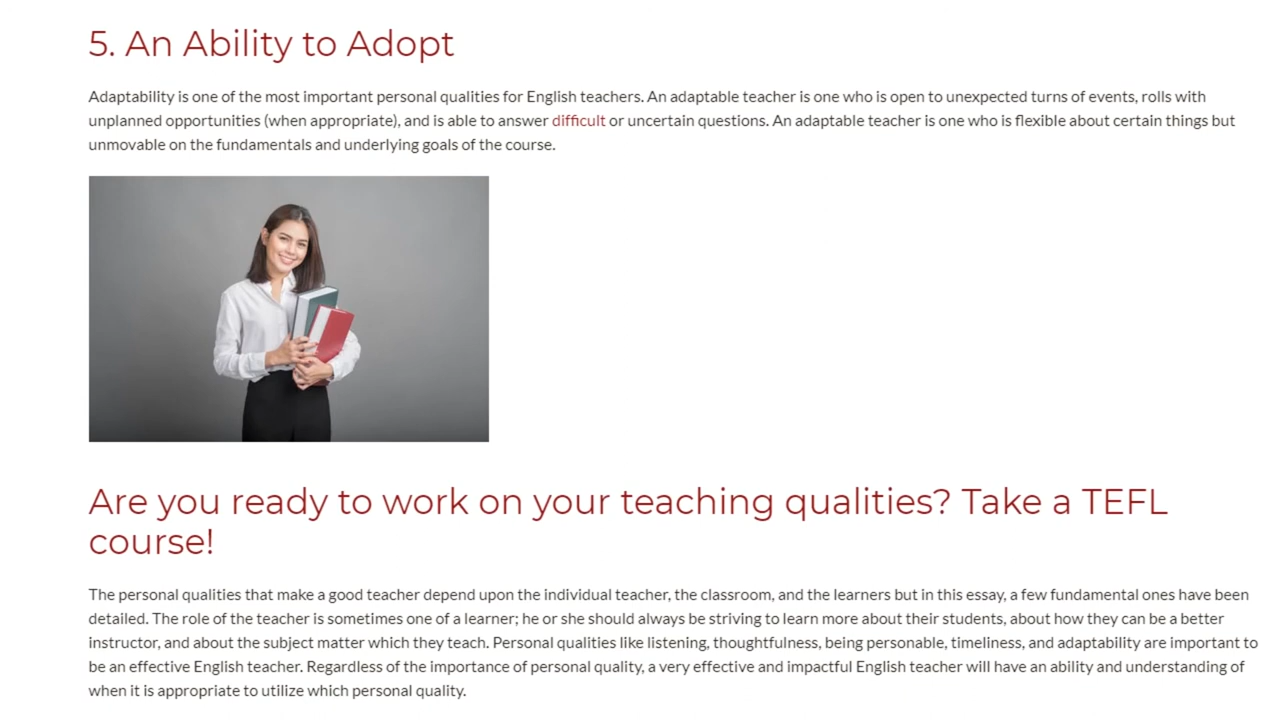 5. An Ability to Adopt
Adaptability is one of the most important personal qualities for English teachers. An adaptable teacher is one who is open to unexpected turns of events, rolls with
unplanned opportunities (when appropriate), and is able to answer difficult or uncertain questions. An adaptable teacher is one who is flexible about certain things but
unmovable on the fundamentals and underlying goals of the course.
Are you ready to work on your teaching qualities? Take a TEFL
course!
The personal qualities that make a good teacher depend upon the individual teacher, the classroom, and the learners but in this essay, a few fundamental ones have been
detailed. The role of the teacher is sometimes one of a learner; he or she should always be striving to learn more about their students, about how they can be a better
instructor, and about the subject matter which they teach. Personal qualities like listening, thoughtfulness, being personable, timeliness, and adaptability are important to
be an effective English teacher. Regardless of the importance of personal quality, a very effective and impactful English teacher will have an ability and understanding of
when it is appropriate to utilize which personal quality.